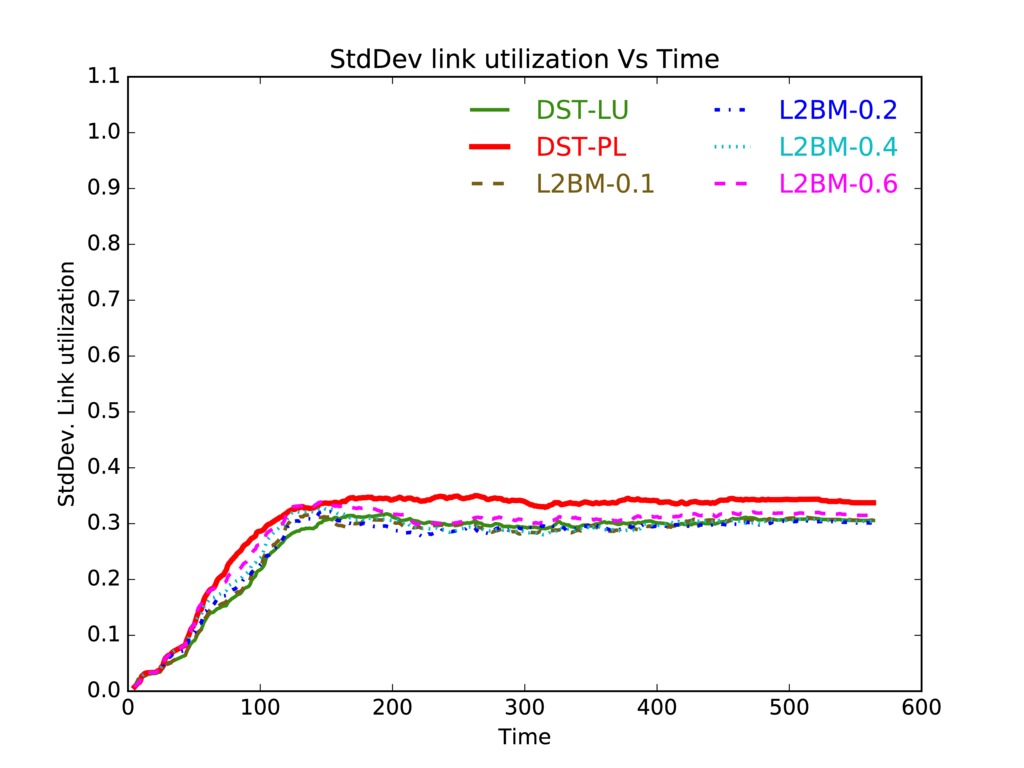 StdDev link utilization Vs Time
1.1
1.0
0.9
0.8
0.7
0.6
0.5
0.4
0.3
0.2
0.1
0.0
StdDev. Link utilization
DST-LU
DST-PL
L2BM-0.1
L2BM-0.2
L2BM-0.4
L2BM-0.6
0 100 200 300 400 500 600
Time